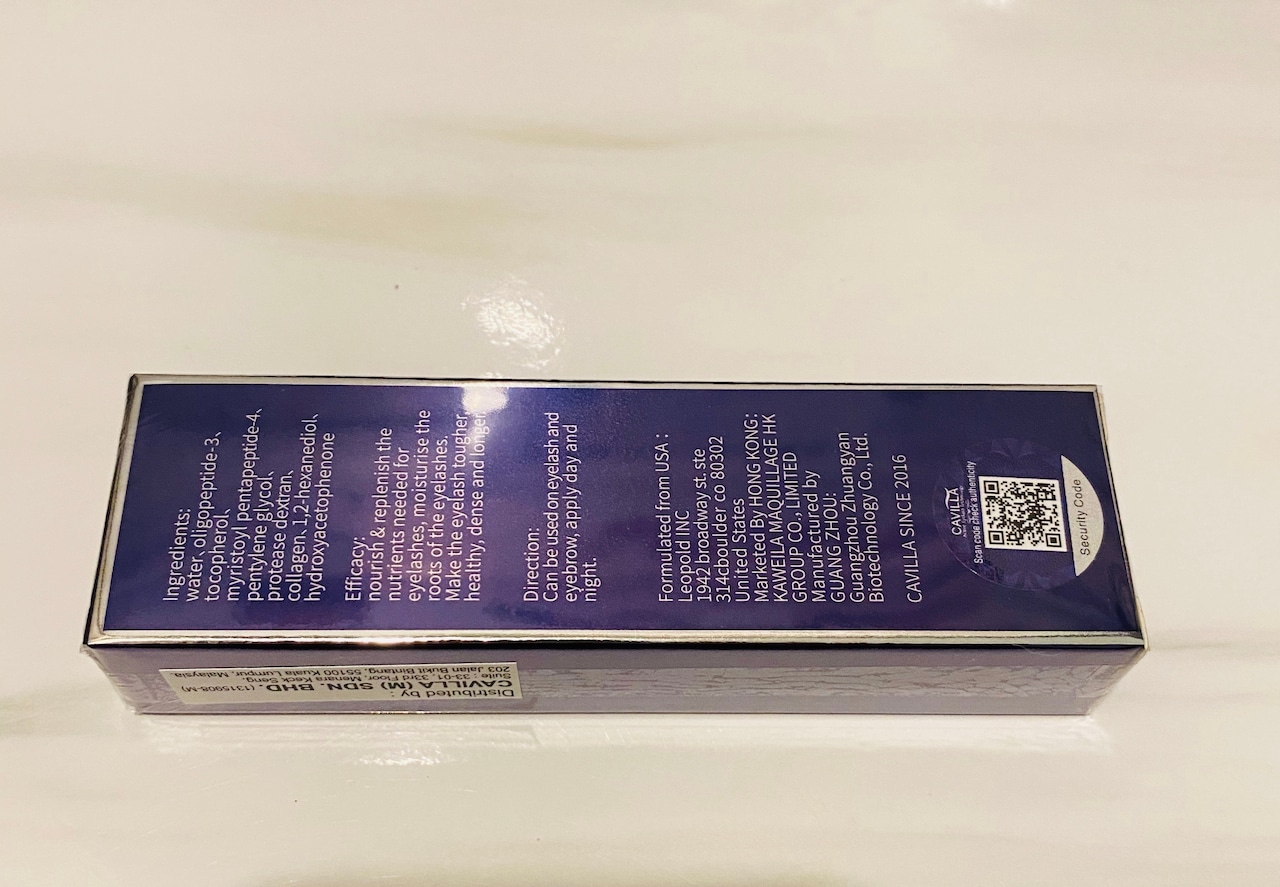 Ingredients:
water、oligopeptide-3、
tocopherol、
myristoyl pentapeptide-4、
pentylene glycol、
protease dextran、
collagen、1,2-hexanediol、
hydroxyacetophenone
Efficacy:
nourish & replenish the
nutrients needed for
eyelashes, moisturise the
roots of the eyelashes,
Make the eyelash tougher,
healthy, dense and longer
Direction:
Can be used on eyelash and
eyebrow, apply day and
night.
Formulated from USA :
Leopold INC
1942 broadway st. ste
314cboulder co 80302
United States
Marketed By HONG KONG:
KAWEILA MAQUILLAGE HK
GROUP CO., LIMITED
Manufactured by
GUANG ZHOU:
Guangzhou Zhuangyan
Biotechnology Co., Ltd.
CAVILLA SINCE 2016
CAVILLA
Scan code check authenticity
Security Code
Distributed by :
CAVILLA (M) SDN. BHD. (1315908-M)
Suite : 33-01, 33rd Floor, Menara Keck Seng,
203 Jalan Bukit Bintang, 55100 Kuala Lumpur, Malaysia.